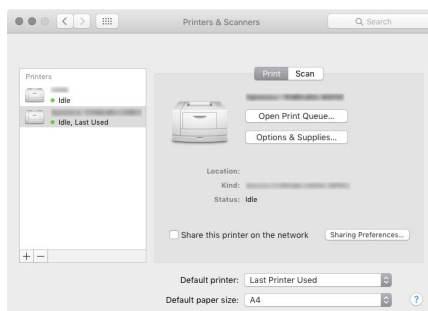 Printers & Scanners
Search
Printers
Idle
Idle, Last Used
Print Scan
Open Print Queue...
Options & Supplies...
Location:
Kind:
Status: Idle
Share this printer on the network
Sharing Preferences...
+ −
Default printer: Last Printer Used
Default paper size: A4
?